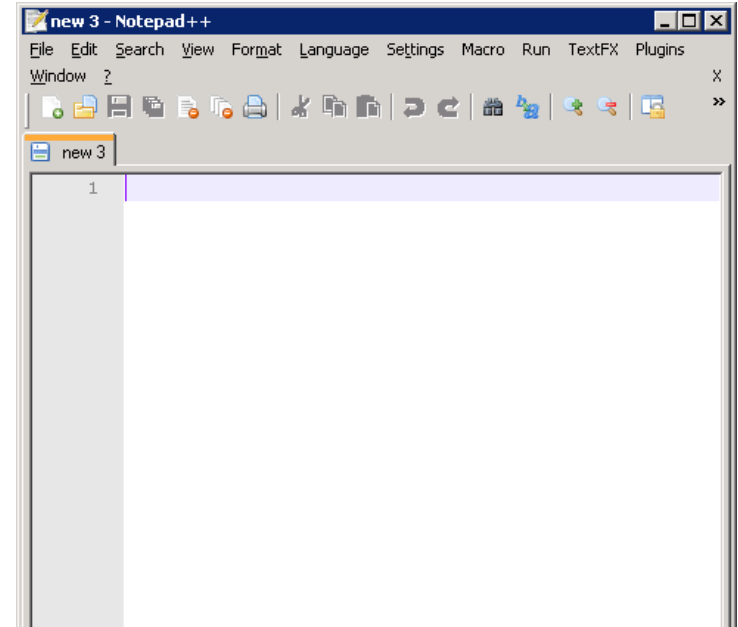 new 3 - Notepad++
File Edit Search View Format Language Settings Macro Run TextFX Plugins
Window ? X
new 3
1